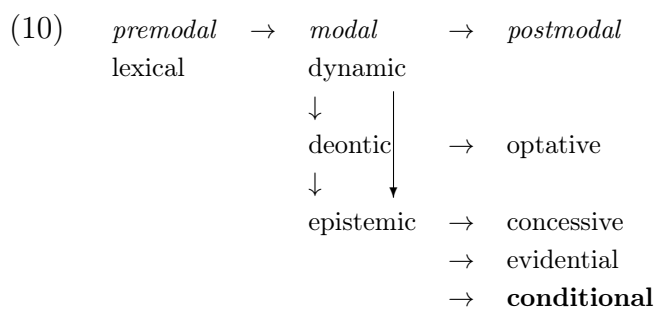 (10) premodal → modal → postmodal
lexical dynamic
↓
deontic → optative
↓
epistemic → concessive
→ evidential
→ conditional